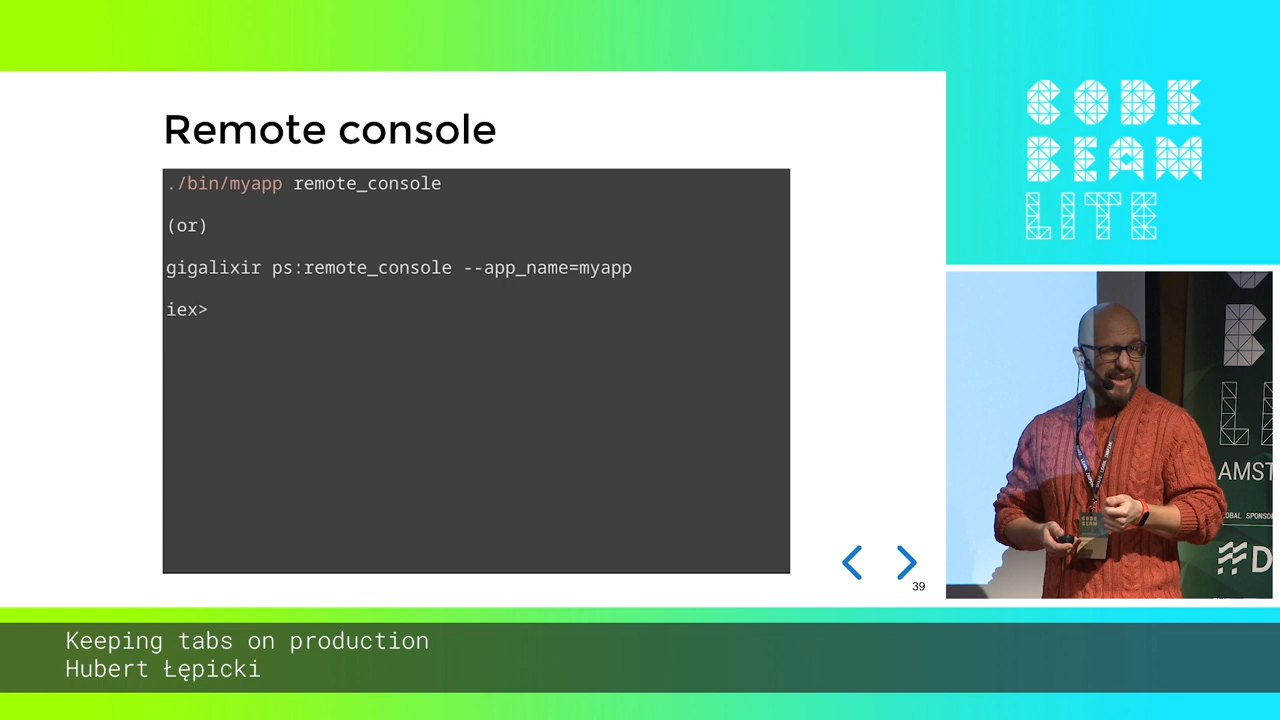 Remote console
./bin/myapp remote_console
(or)
gigalixir ps:remote_console --app_name=myapp
iex>
39
CODE
BEAM
LITE
AMST
OBAL SPONSO
Keeping tabs on production
Hubert Łępicki